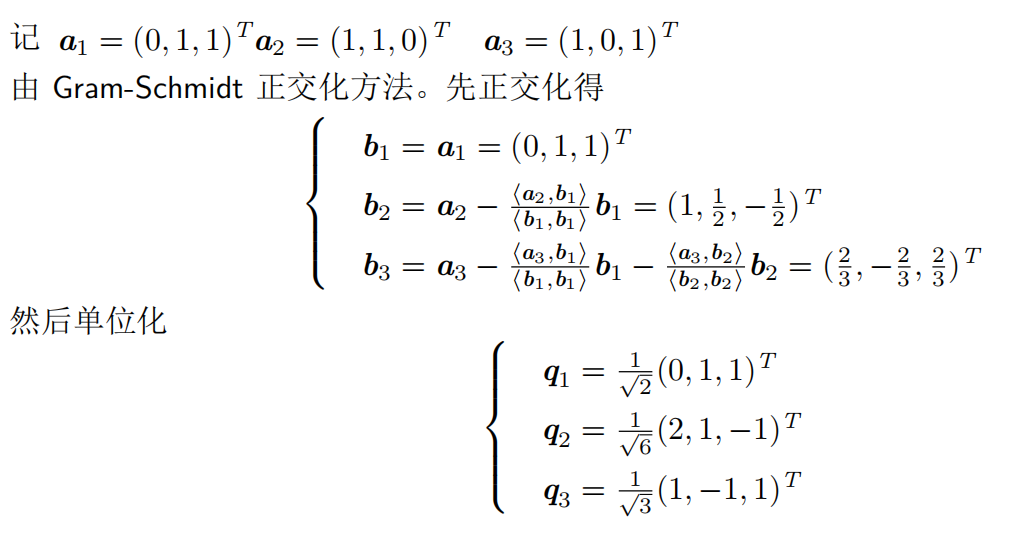 记 a₁ = (0, 1, 1)ᵀa₂ = (1, 1, 0)ᵀ a₃ = (1, 0, 1)ᵀ
由 Gram-Schmidt 正交化方法。先正交化得
b₁ = a₁ = (0, 1, 1)ᵀ
b₂ = a₂ − ⟨a₂,b₁⟩/⟨b₁,b₁⟩ b₁ = (1, 1/2, −1/2)ᵀ
b₃ = a₃ − ⟨a₃,b₁⟩/⟨b₁,b₁⟩ b₁ − ⟨a₃,b₂⟩/⟨b₂,b₂⟩ b₂ = (2/3, −2/3, 2/3)ᵀ
然后单位化
q₁ = 1/√2 (0, 1, 1)ᵀ
q₂ = 1/√6 (2, 1, −1)ᵀ
q₃ = 1/√3 (1, −1, 1)ᵀ